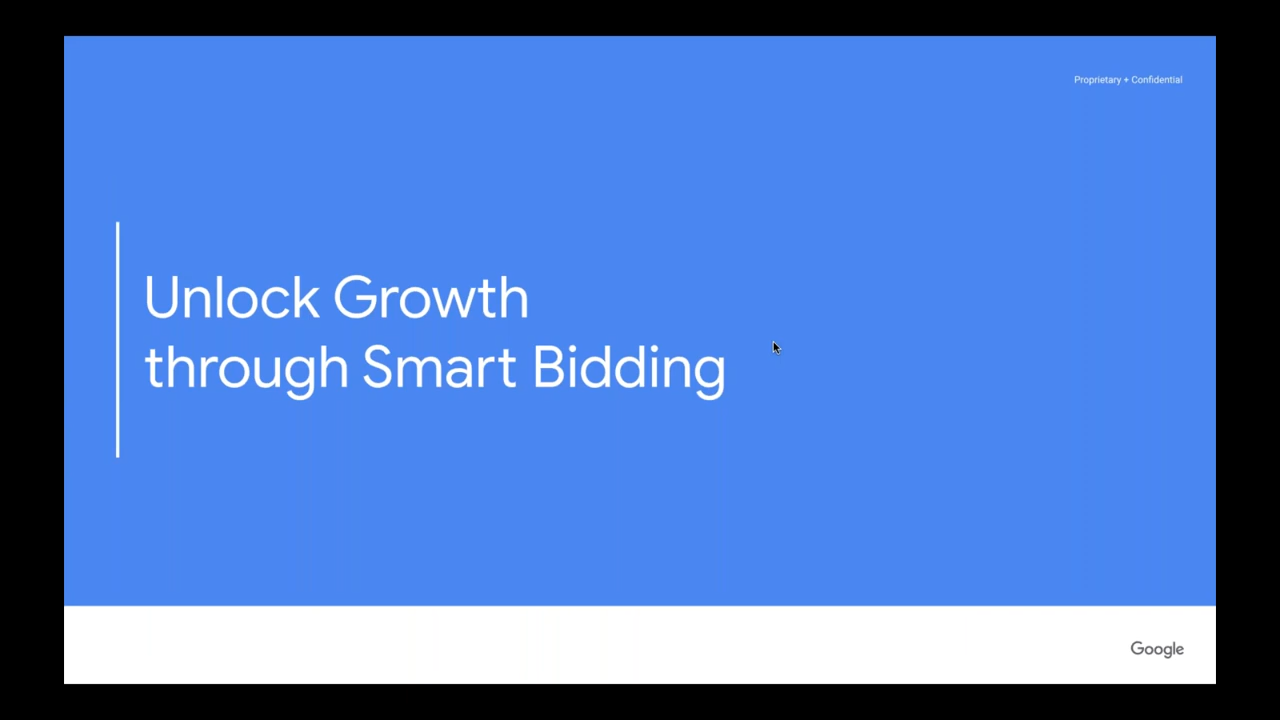 Proprietary + Confidential
Unlock Growth
through Smart Bidding
Google